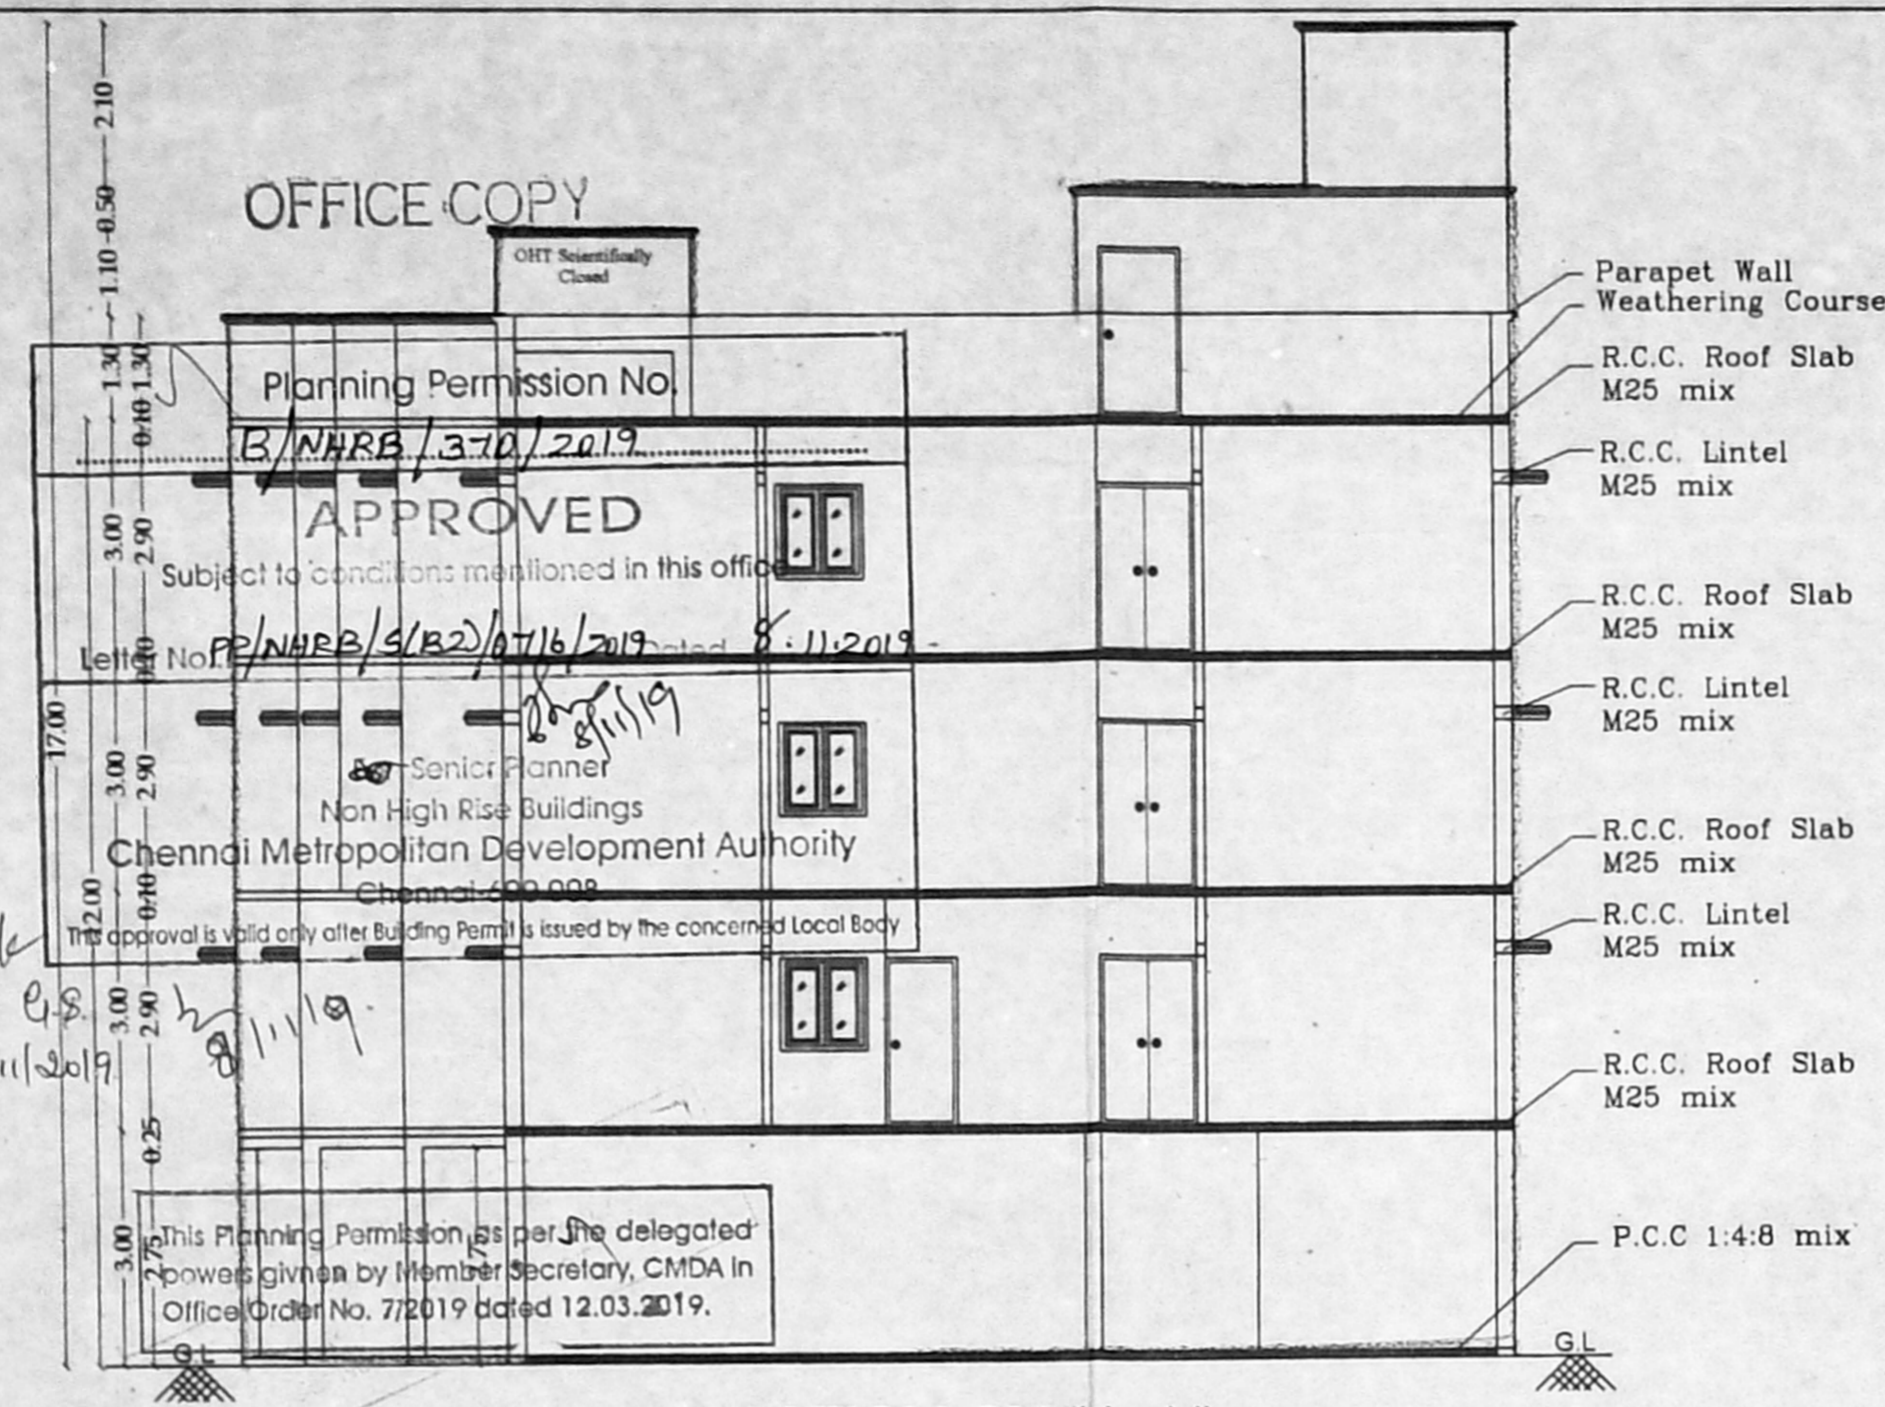 OFFICE COPY
OHT Scientifically
Closed
Planning Permission No.
B/NHRB/370/2019
APPROVED
Subject to conditions mentioned in this office
Letter No. PP/NHRB/S(B2)/0716/2019 Dated 8.11.2019
8/11/19
Senior Planner
Non High Rise Buildings
Chennai Metropolitan Development Authority
Chennai-600 008
This approval is valid only after Building Permit is issued by the concerned Local Body
8/11/19
11/2019
This Planning Permission as per the delegated
powers givnen by Member Secretary, CMDA in
Office Order No. 7/2019 dated 12.03.2019.
2.10
0.50
1.10
1.30
1.30
0.10
3.00
2.90
0.10
17.00
3.00
2.90
12.00
0.10
3.00
2.90
0.25
3.00
2.75
G.L
Parapet Wall
Weathering Course
R.C.C. Roof Slab
M25 mix
R.C.C. Lintel
M25 mix
R.C.C. Roof Slab
M25 mix
R.C.C. Lintel
M25 mix
R.C.C. Roof Slab
M25 mix
R.C.C. Lintel
M25 mix
R.C.C. Roof Slab
M25 mix
P.C.C 1:4:8 mix
G.L